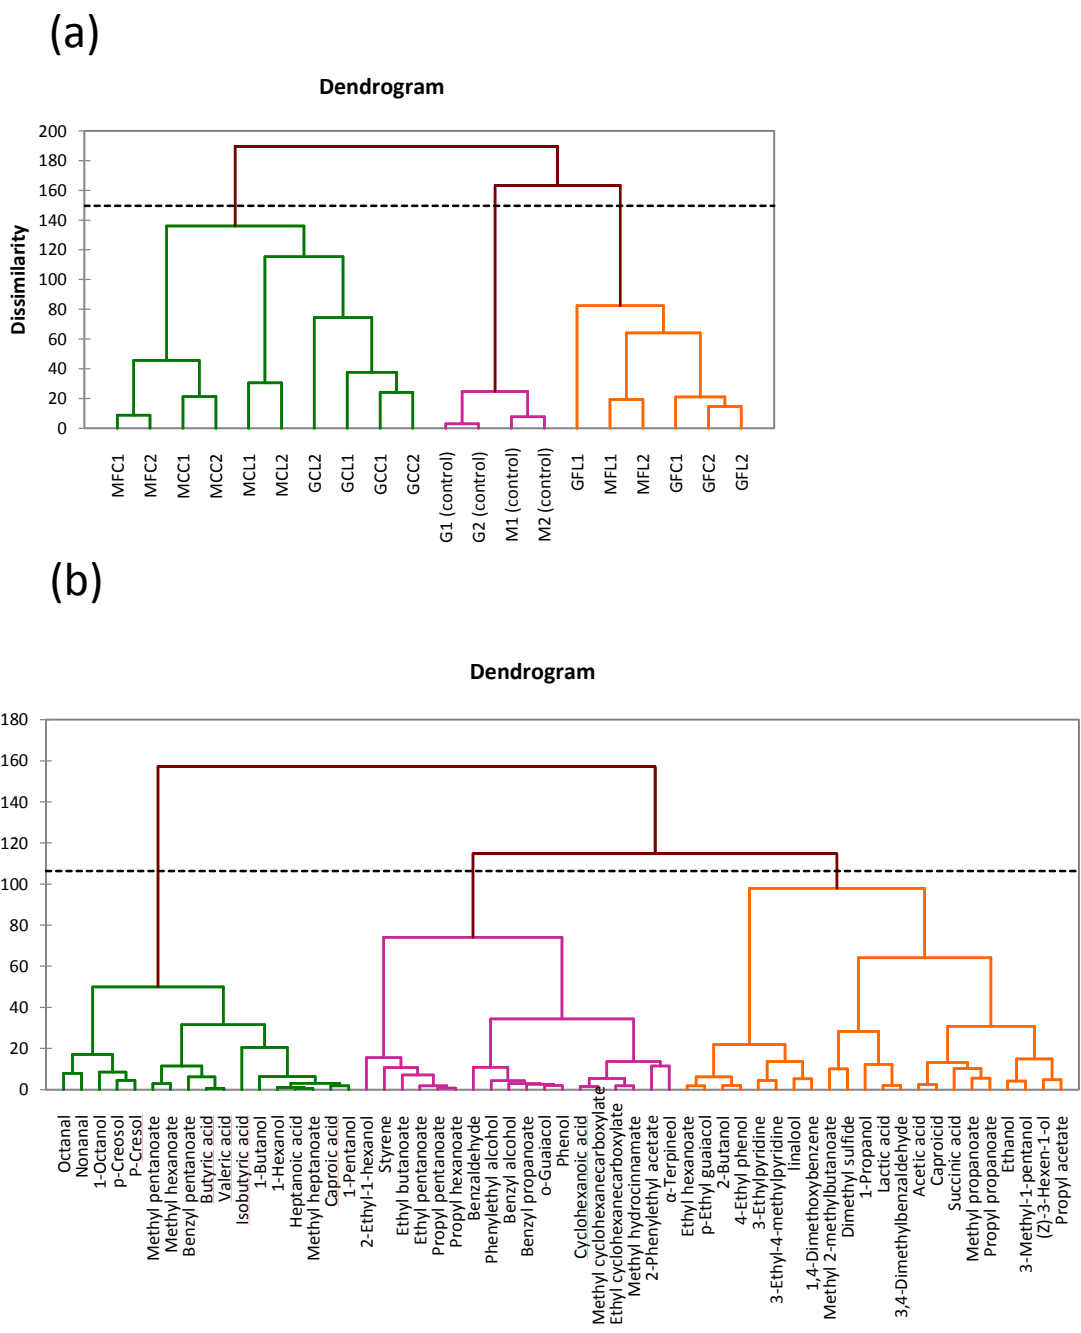 (a)
Dendrogram
200
180
160
140
120
100
80
60
40
20
0
Dissimilarity
MFC1
MFC2
MCC1
MCC2
MCL1
MCL2
GCL2
GCL1
GCC1
GCC2
G1 (control)
G2 (control)
M1 (control)
M2 (control)
GFL1
MFL1
MFL2
GFC1
GFC2
GFL2
(b)
Dendrogram
180
160
140
120
100
80
60
40
20
0
Octanal
Nonanal
1-Octanol
p-Creosol
P-Cresol
Methyl pentanoate
Methyl hexanoate
Benzyl pentanoate
Butyric acid
Valeric acid
Isobutyric acid
1-Butanol
1-Hexanol
Heptanoic acid
Methyl heptanoate
Caproic acid
1-Pentanol
2-Ethyl-1-hexanol
Styrene
Ethyl butanoate
Ethyl pentanoate
Propyl pentanoate
Propyl hexanoate
Benzaldehyde
Phenylethyl alcohol
Benzyl alcohol
Benzyl propanoate
o-Guaiacol
Phenol
Cyclohexanoic acid
Methyl cyclohexanecarboxylate
Ethyl cyclohexanecarboxylate
Methyl hydrocinnamate
2-Phenylethyl acetate
α-Terpineol
Ethyl hexanoate
p-Ethyl guaiacol
2-Butanol
4-Ethyl phenol
3-Ethylpyridine
3-Ethyl-4-methylpyridine
linalool
1,4-Dimethoxybenzene
Methyl 2-methylbutanoate
Dimethyl sulfide
1-Propanol
Lactic acid
3,4-Dimethylbenzaldehyde
Acetic acid
Caproicid
Succinic acid
Methyl propanoate
Propyl propanoate
Ethanol
3-Methyl-1-pentanol
(Z)-3-Hexen-1-ol
Propyl acetate